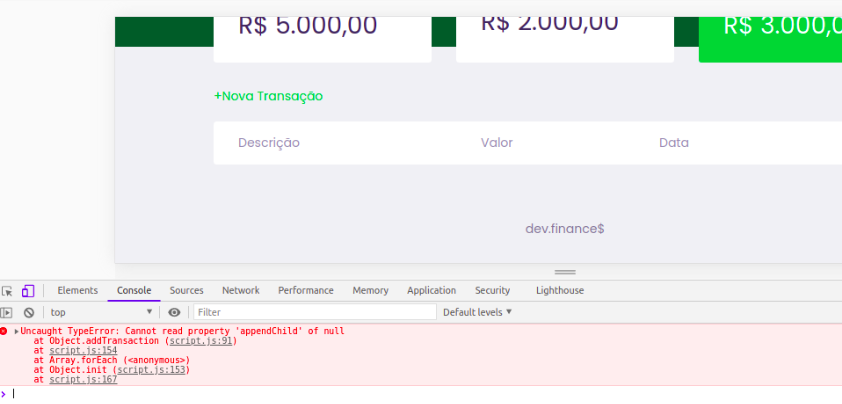 R$ 5.000,00 R$ 2.000,00 R$ 3.000,0
+Nova Transação
Descrição Valor Data
dev.finance$
Elements Console Sources Network Performance Memory Application Security Lighthouse
top ▼ Filter Default levels ▼
Uncaught TypeError: Cannot read property 'appendChild' of null
at Object.addTransaction (script.js:91)
at script.js:154
at Array.forEach (<anonymous>)
at Object.init (script.js:153)
at script.js:167